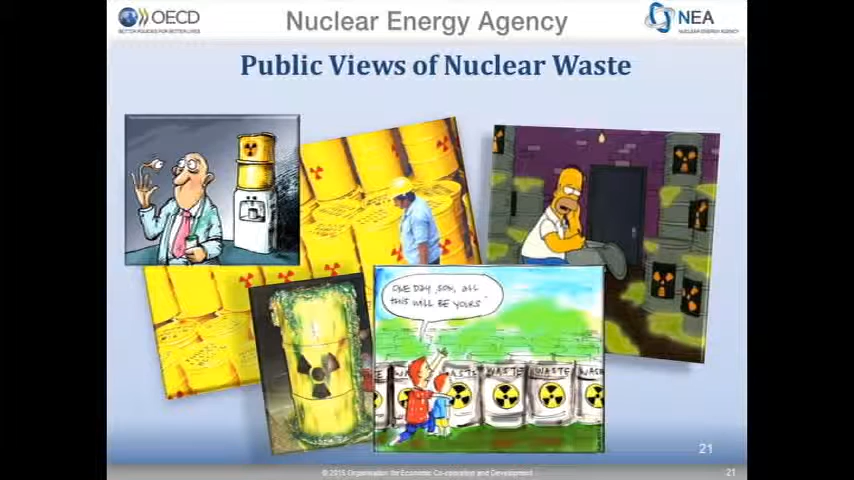 OECD
BETTER POLICIES FOR BETTER LIVES
Nuclear Energy Agency
NEA
NUCLEAR ENERGY AGENCY
Public Views of Nuclear Waste
ONE DAY, SON, ALL
THIS WILL BE YOURS
WASTE
WASTE
21
© 2015 Organisation for Economic Co-operation and Development
21